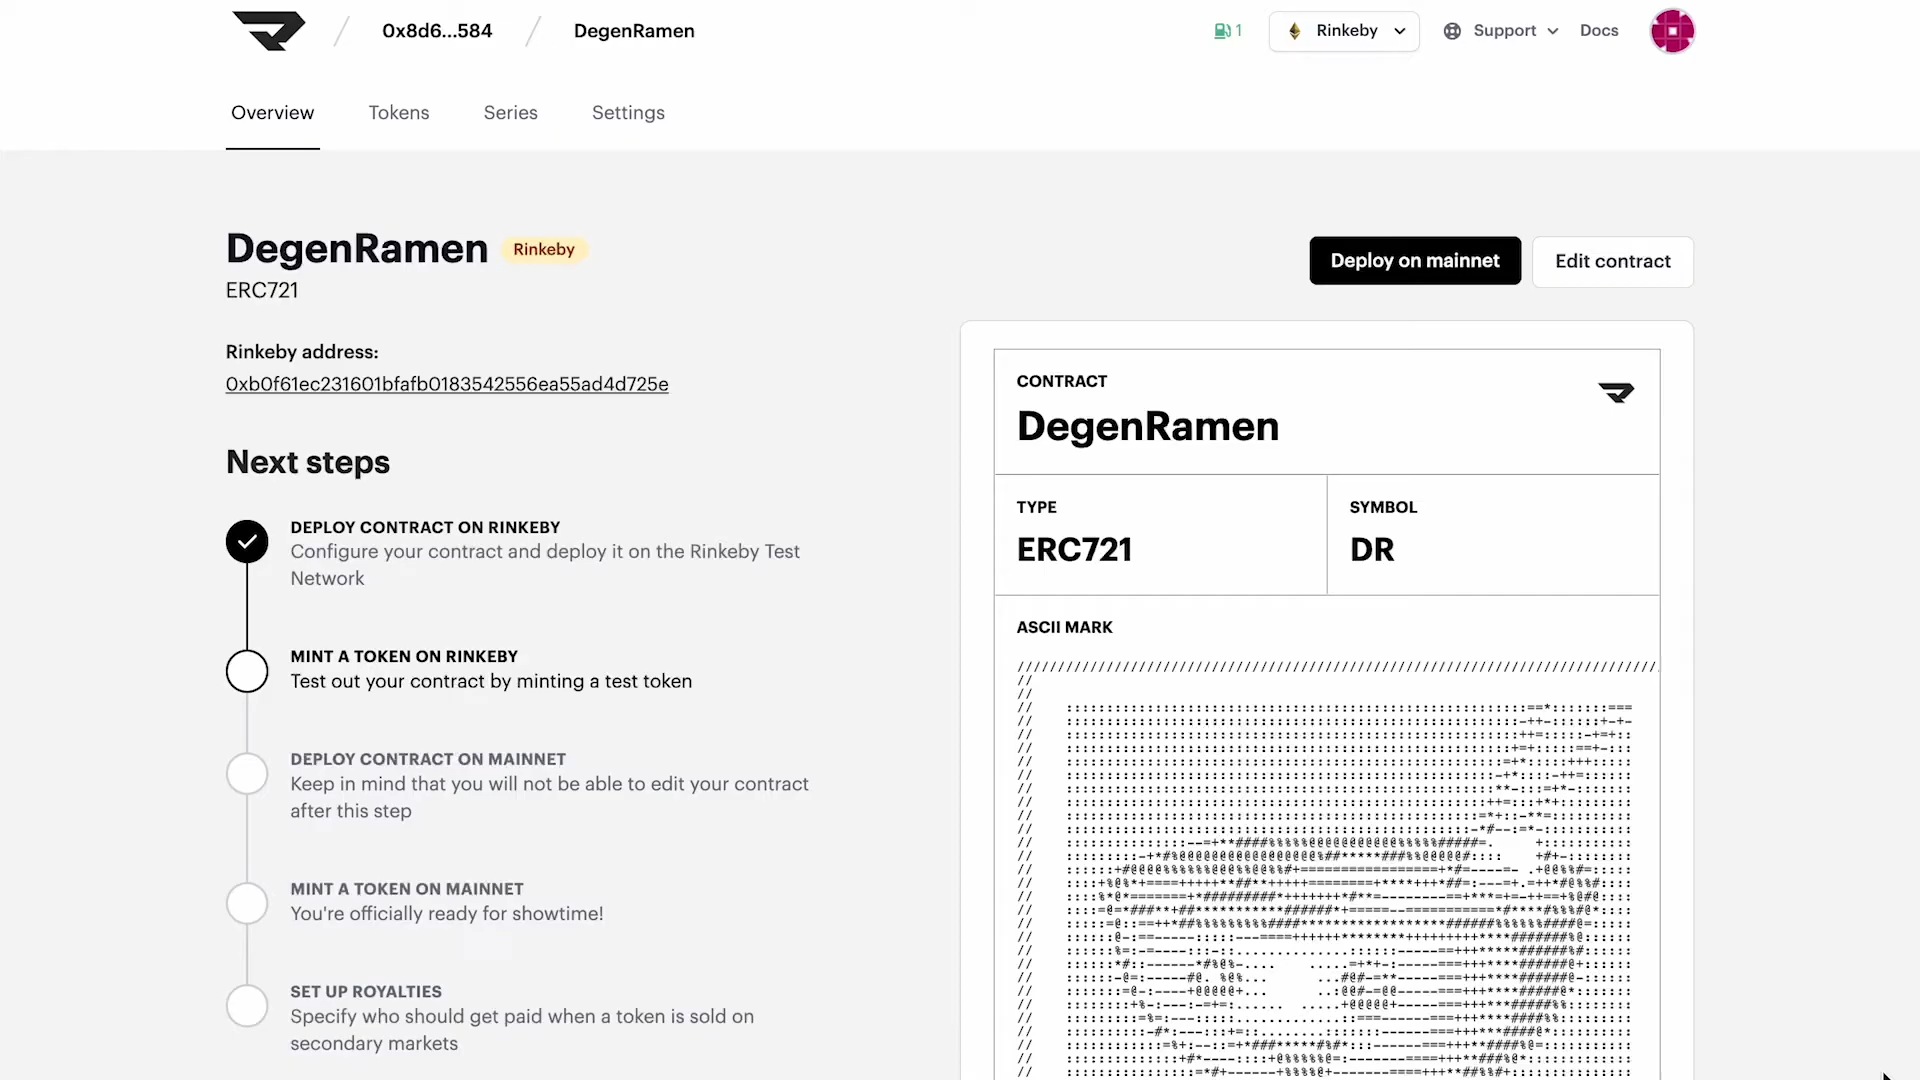 0x8d6...584
DegenRamen
1
Rinkeby
Support
Docs
Overview
Tokens
Series
Settings
DegenRamen
Rinkeby
ERC721
Rinkeby address:
0xb0f61ec231601bfafb0183542556ea55ad4d725e
Next steps
DEPLOY CONTRACT ON RINKEBY
Configure your contract and deploy it on the Rinkeby Test
Network
MINT A TOKEN ON RINKEBY
Test out your contract by minting a test token
DEPLOY CONTRACT ON MAINNET
Keep in mind that you will not be able to edit your contract
after this step
MINT A TOKEN ON MAINNET
You're officially ready for showtime!
SET UP ROYALTIES
Specify who should get paid when a token is sold on
secondary markets
Deploy on mainnet
Edit contract
CONTRACT
DegenRamen
TYPE
ERC721
SYMBOL
DR
ASCII MARK